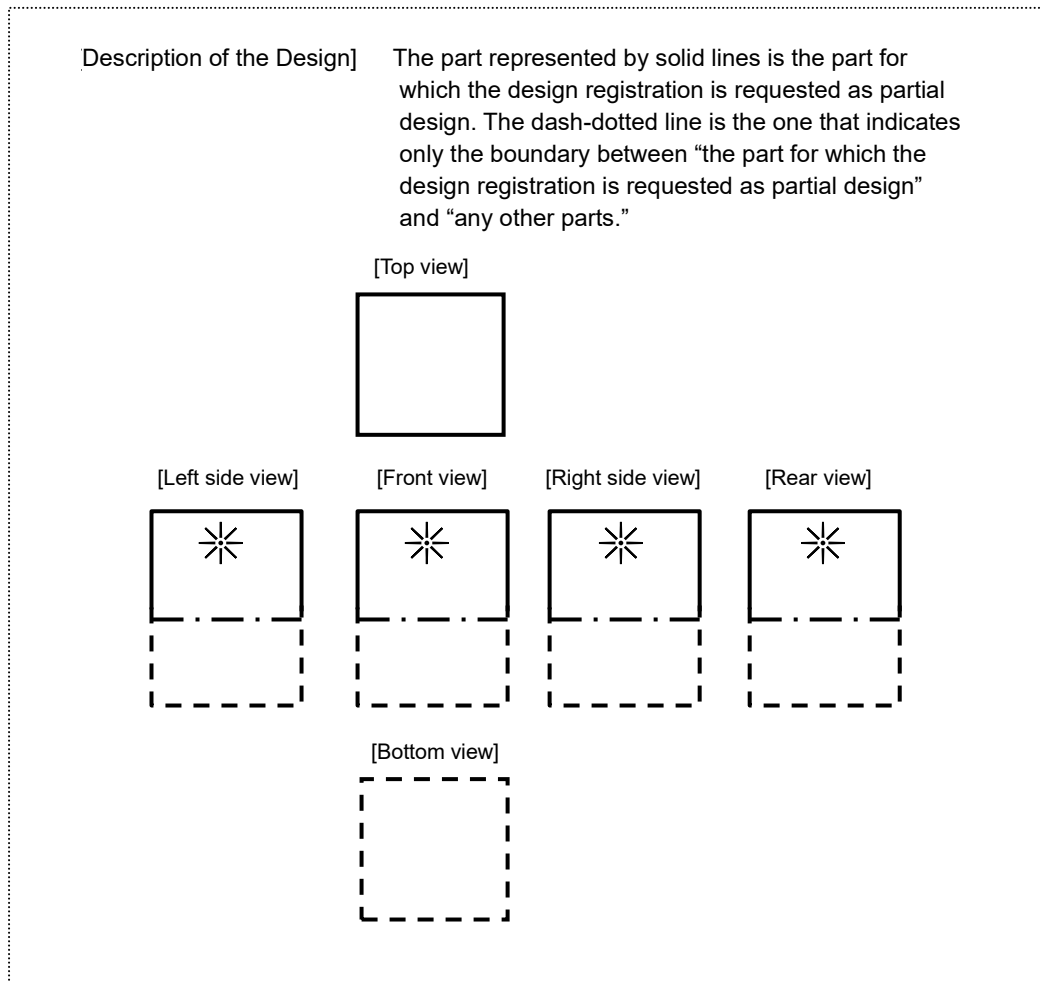 [Description of the Design] The part represented by solid lines is the part for
which the design registration is requested as partial
design. The dash-dotted line is the one that indicates
only the boundary between “the part for which the
design registration is requested as partial design”
and “any other parts.”
[Top view]
[Left side view] [Front view] [Right side view] [Rear view]
[Bottom view]